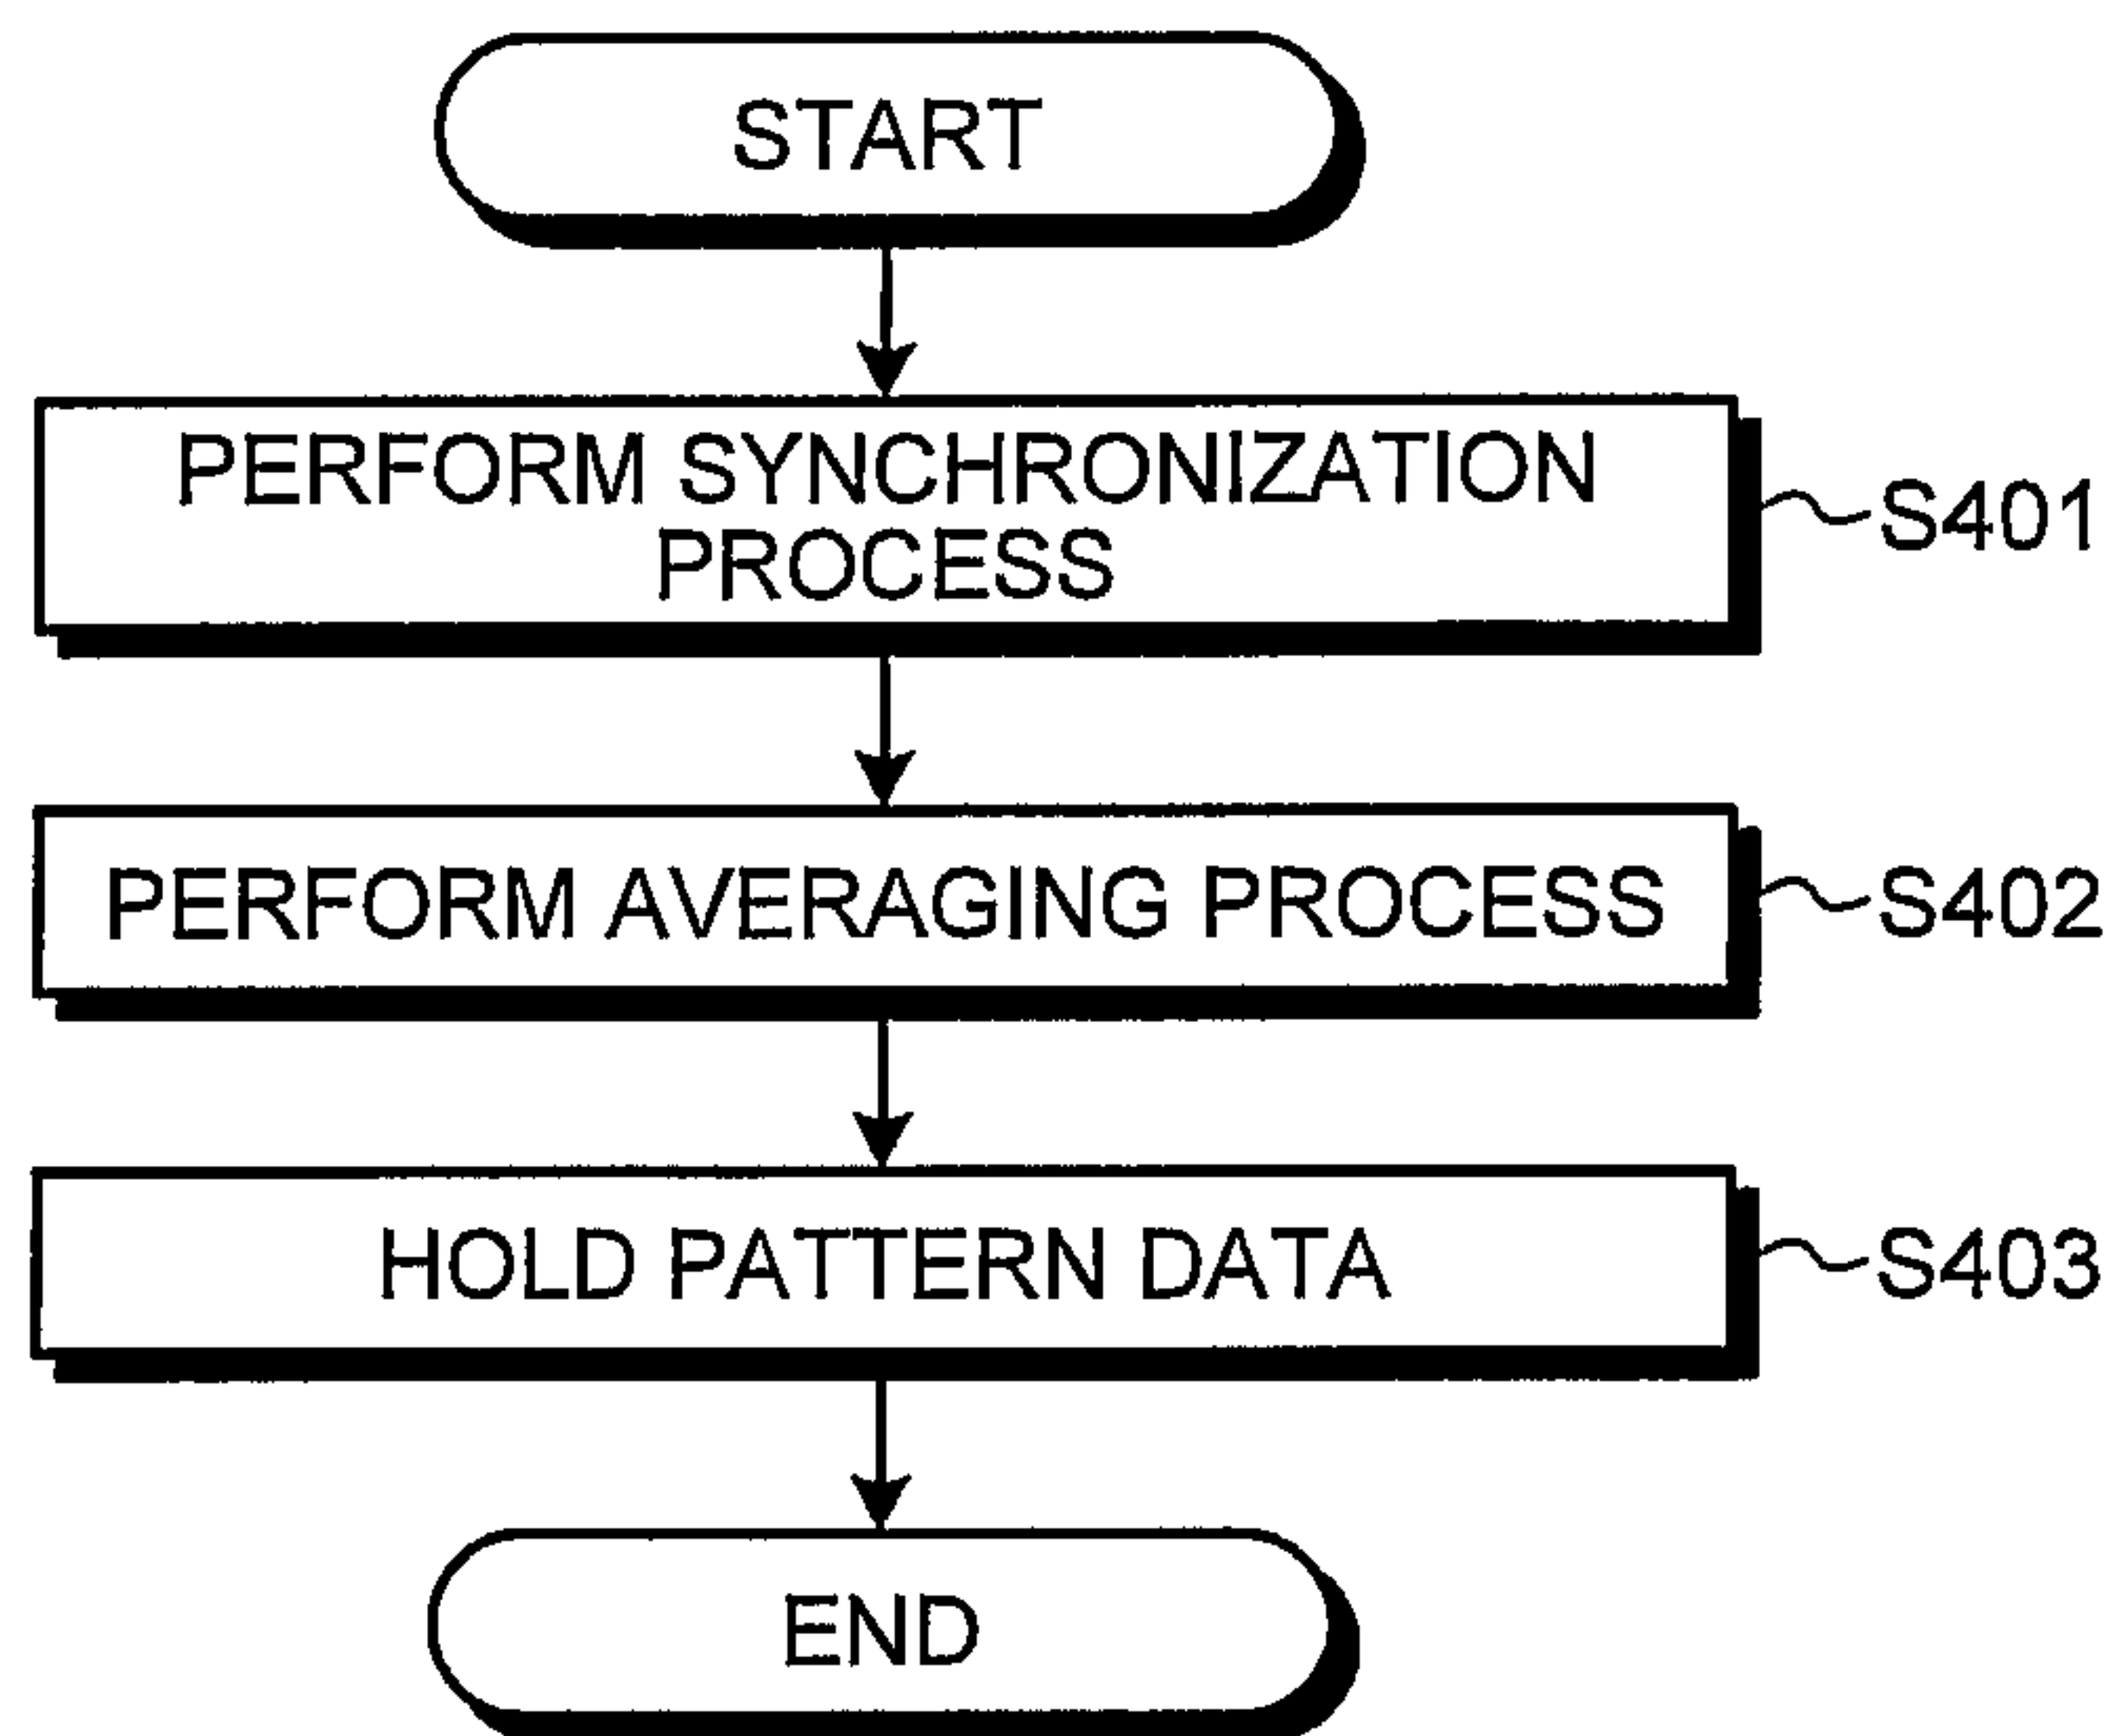 START
PERFORM SYNCHRONIZATION
PROCESS
S401
PERFORM AVERAGING PROCESS
S402
HOLD PATTERN DATA
S403
END